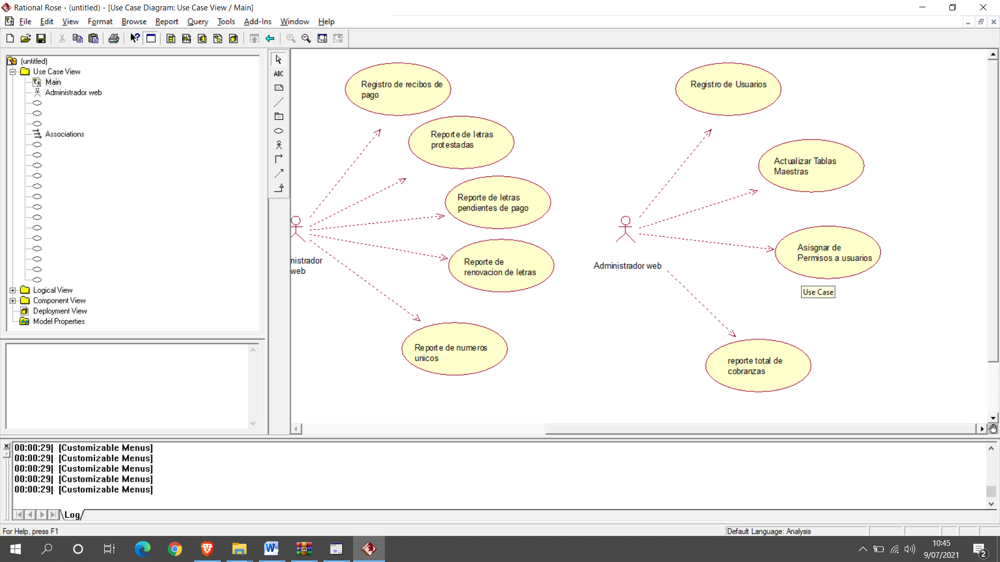 Rational Rose - (untitled) - [Use Case Diagram: Use Case View / Main]
File Edit View Format Browse Report Query Tools Add-Ins Window Help
(untitled)
Use Case View
Main
Administrador web
Associations
Logical View
Component View
Deployment View
Model Properties
ABC
Registro de recibos de
pago
Reporte de letras
protestadas
Reporte de letras
pendientes de pago
Reporte de
renovacion de letras
Reporte de numeros
unicos
nistrador
web
Registro de Usuarios
Actualizar Tablas
Maestras
Asisgnar de
Permisos a usuarios
Use Case
Administrador web
reporte total de
cobranzas
00:00:29| [Customizable Menus]
00:00:29| [Customizable Menus]
00:00:29| [Customizable Menus]
00:00:29| [Customizable Menus]
00:00:29| [Customizable Menus]
Log
For Help, press F1
Default Language: Analysis
10:45
9/07/2021
2